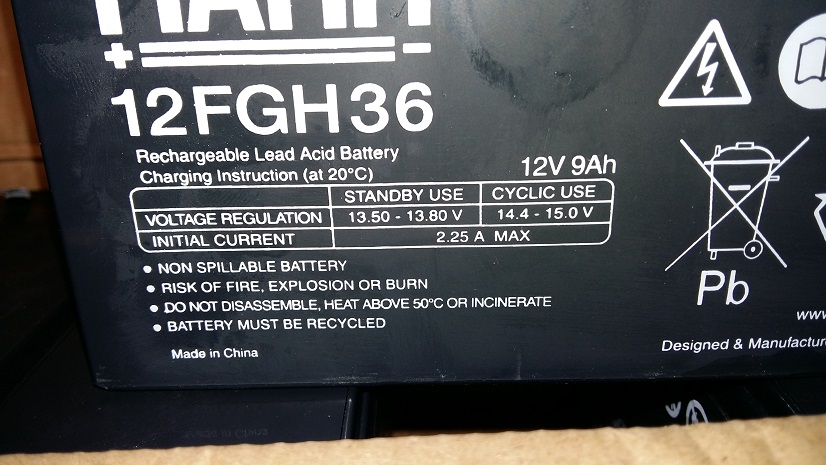 12FGH36
Rechargeable Lead Acid Battery
12V 9Ah
Charging Instruction (at 20°C)
STANDBY USE CYCLIC USE
VOLTAGE REGULATION 13.50 - 13.80 V 14.4 - 15.0 V
INITIAL CURRENT 2.25 A MAX
• NON SPILLABLE BATTERY
• RISK OF FIRE, EXPLOSION OR BURN
• DO NOT DISASSEMBLE, HEAT ABOVE 50°C OR INCINERATE
• BATTERY MUST BE RECYCLED
Made in China
Pb
www
Designed & Manufactur